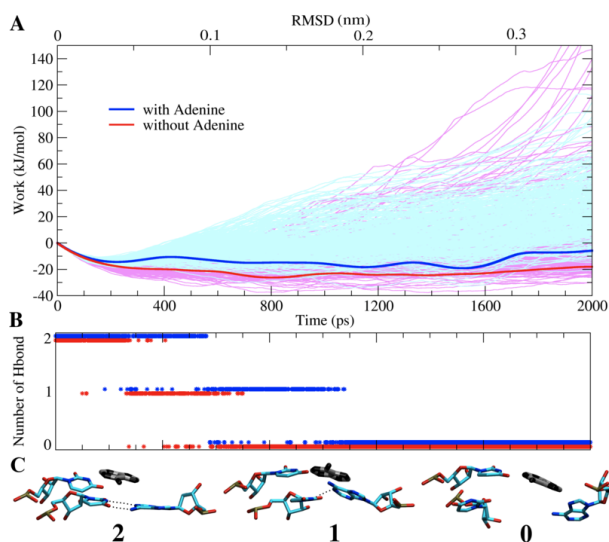 A
RMSD (nm)
0 0.1 0.2 0.3
140
120
100
80
60
40
20
0
-20
-40
Work (kJ/mol)
with Adenine
without Adenine
0 400 800 1200 1600 2000
Time (ps)
B
Number of Hbond
2
1
0
C
2 1 0